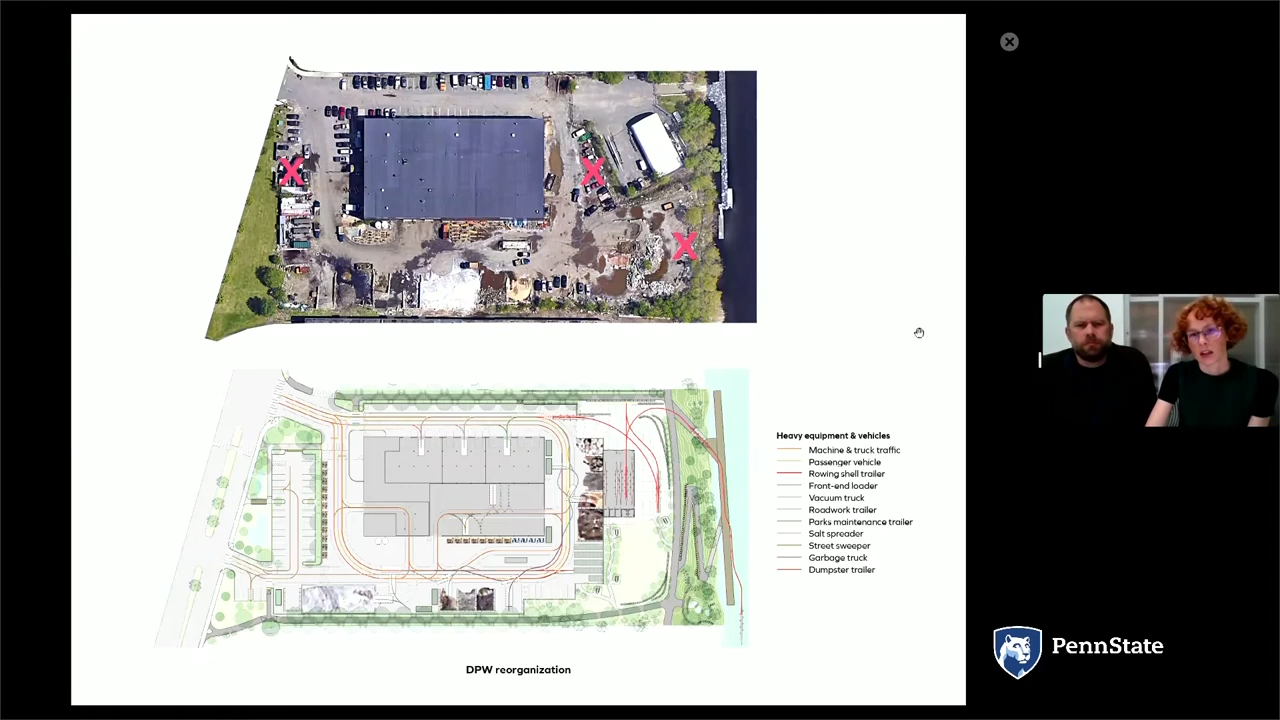 X
X
X
Heavy equipment & vehicles
Machine & truck traffic
Passenger vehicle
Rowing shell trailer
Front-end loader
Vacuum truck
Roadwork trailer
Parks maintenance trailer
Salt spreader
Street sweeper
Garbage truck
Dumpster trailer
PennState
DPW reorganization